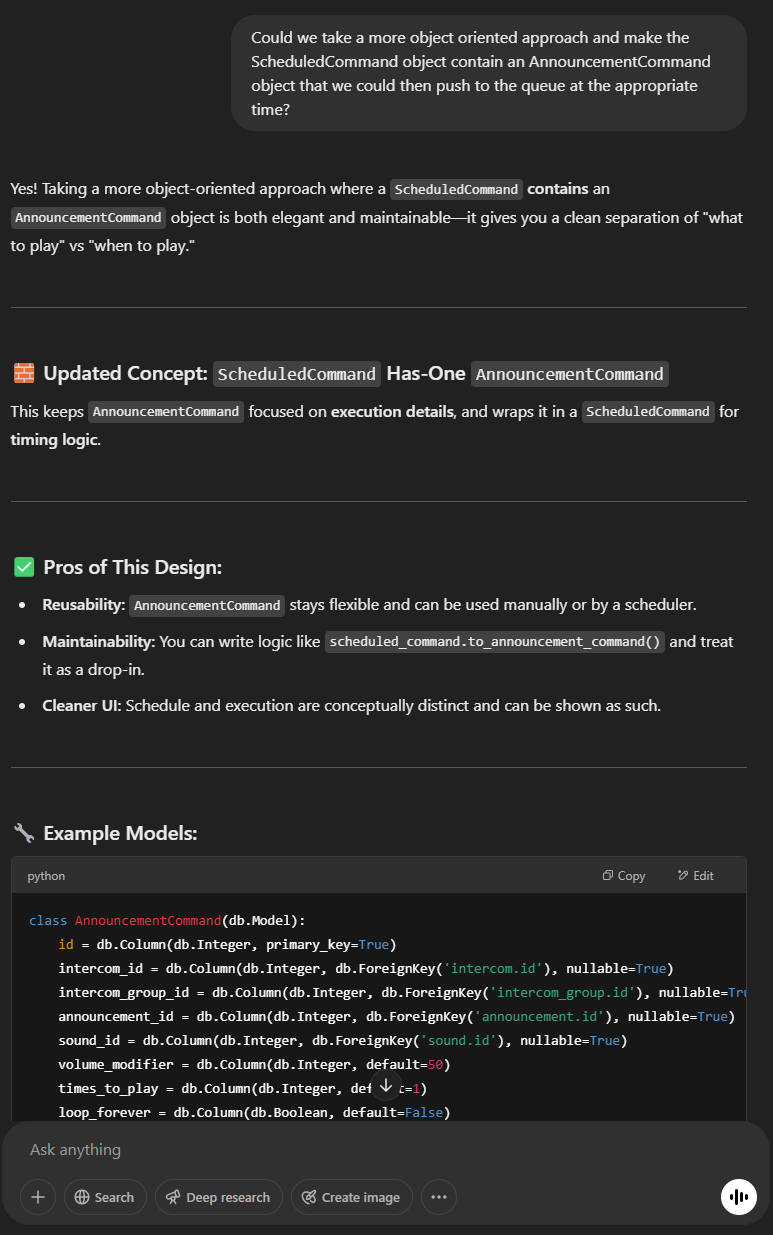 Could we take a more object oriented approach and make the
ScheduledCommand object contain an AnnouncementCommand
object that we could then push to the queue at the appropriate
time?
Yes! Taking a more object-oriented approach where a ScheduledCommand contains an
AnnouncementCommand object is both elegant and maintainable—it gives you a clean separation of "what
to play" vs "when to play."
Updated Concept: ScheduledCommand Has-One AnnouncementCommand
This keeps AnnouncementCommand focused on execution details, and wraps it in a ScheduledCommand for
timing logic.
Pros of This Design:
• Reusability: AnnouncementCommand stays flexible and can be used manually or by a scheduler.
• Maintainability: You can write logic like scheduled_command.to_announcement_command() and treat
it as a drop-in.
• Cleaner UI: Schedule and execution are conceptually distinct and can be shown as such.
Example Models:
python Copy Edit
class AnnouncementCommand(db.Model):
    id = db.Column(db.Integer, primary_key=True)
    intercom_id = db.Column(db.Integer, db.ForeignKey('intercom.id'), nullable=True)
    intercom_group_id = db.Column(db.Integer, db.ForeignKey('intercom_group.id'), nullable=Tru
    announcement_id = db.Column(db.Integer, db.ForeignKey('announcement.id'), nullable=True)
    sound_id = db.Column(db.Integer, db.ForeignKey('sound.id'), nullable=True)
    volume_modifier = db.Column(db.Integer, default=50)
    times_to_play = db.Column(db.Integer, default=1)
    loop_forever = db.Column(db.Boolean, default=False)
Ask anything
Search Deep research Create image